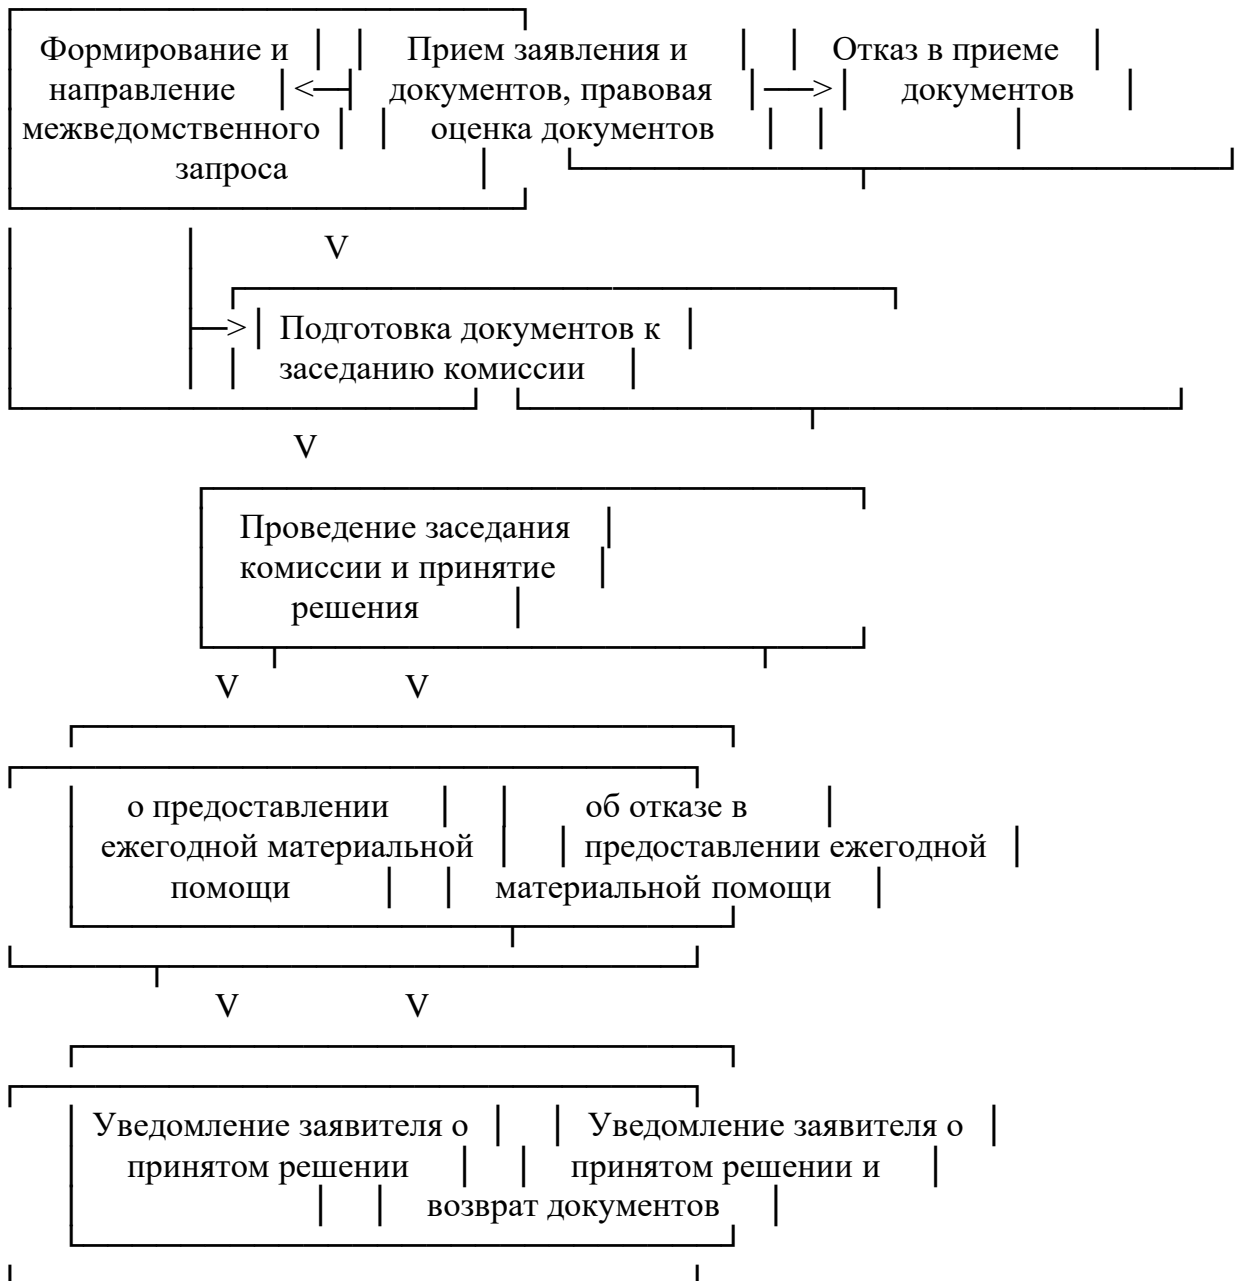 Формирование и | | Прием заявления и | | Отказ в приеме |
направление |<--| документов, правовая |--->| документов |
межведомственного | | оценка документов | | |
запроса |
V
-->| Подготовка документов к |
| | заседанию комиссии |
V
Проведение заседания |
комиссии и принятие |
решения |
V V
о предоставлении | | об отказе в |
ежегодной материальной | | предоставлении ежегодной |
помощи | | материальной помощи |
V V
Уведомление заявителя о | | Уведомление заявителя о |
принятом решении | | принятом решении и |
| | возврат документов |